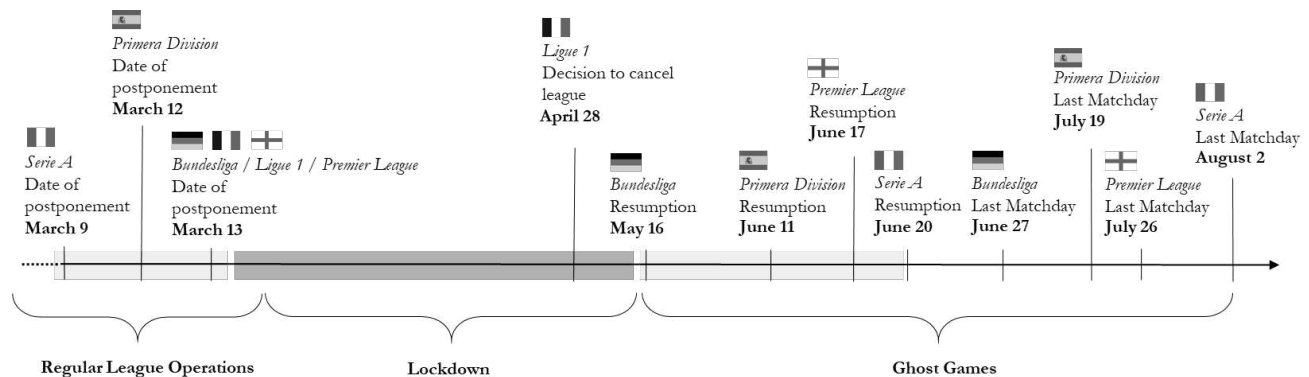 Serie A
Date of
postponement
March 9
Primera Division
Date of
postponement
March 12
Bundesliga / Ligue 1 / Premier League
Date of
postponement
March 13
Ligue 1
Decision to cancel
league
April 28
Bundesliga
Resumption
May 16
Primera Division
Resumption
June 11
Premier League
Resumption
June 17
Serie A
Resumption
June 20
Bundesliga
Last Matchday
June 27
Primera Division
Last Matchday
July 19
Premier League
Last Matchday
July 26
Serie A
Last Matchday
August 2
Regular League Operations
Lockdown
Ghost Games